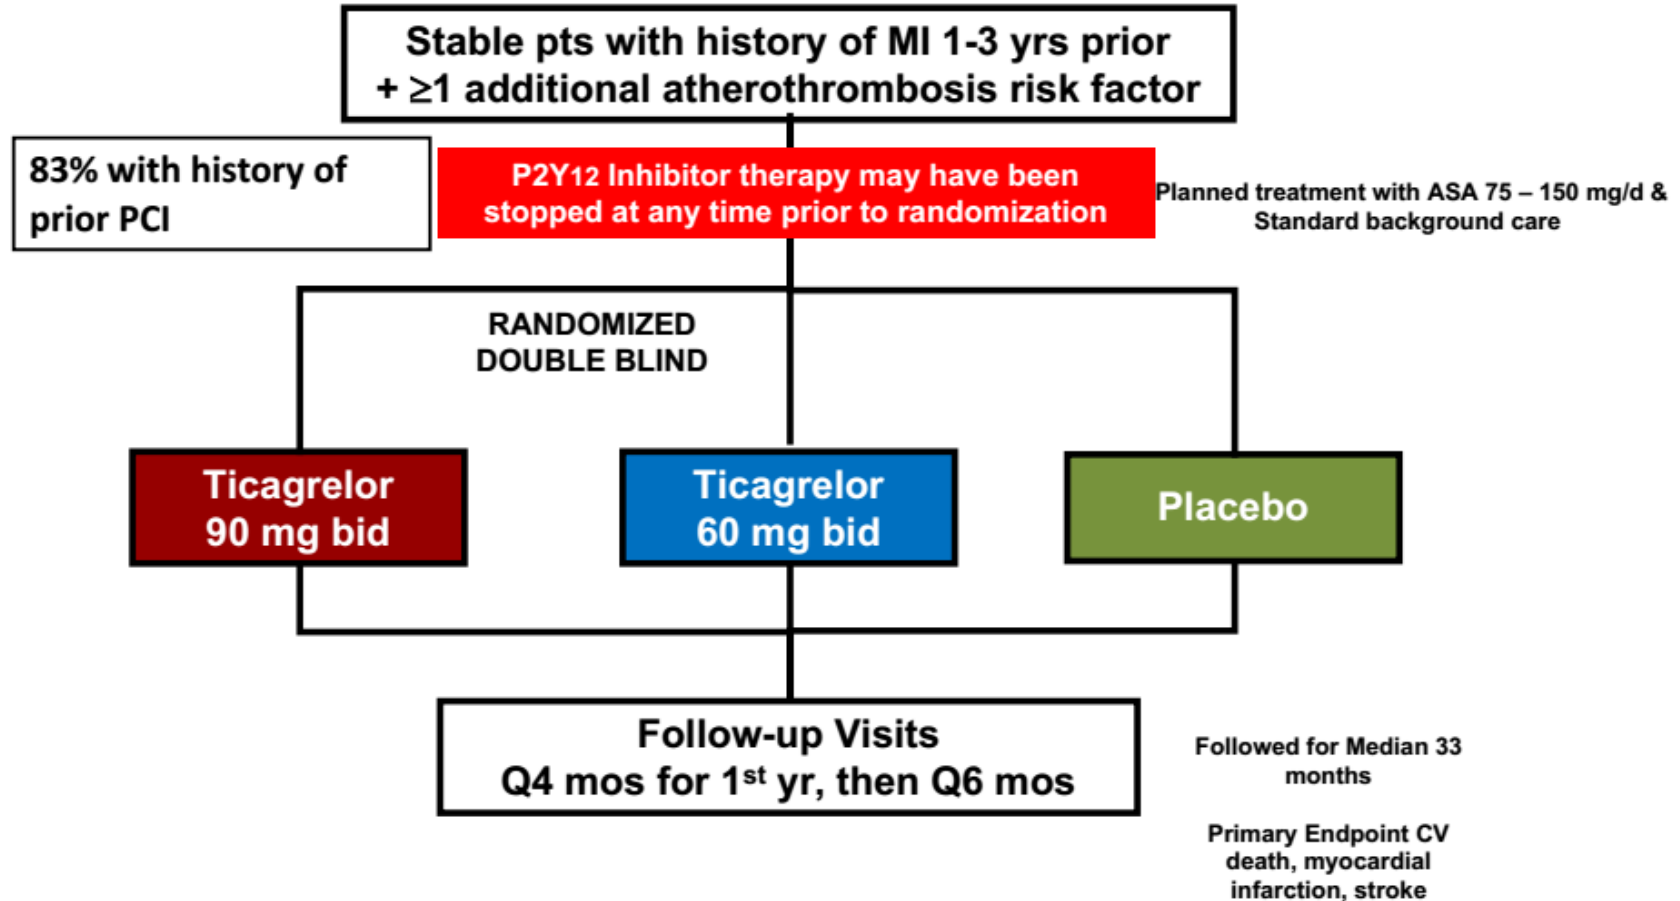 Stable pts with history of MI 1-3 yrs prior
+ ≥1 additional atherothrombosis risk factor
83% with history of
prior PCI
P2Y12 Inhibitor therapy may have been
stopped at any time prior to randomization
Planned treatment with ASA 75 – 150 mg/d &
Standard background care
RANDOMIZED
DOUBLE BLIND
Ticagrelor
90 mg bid
Ticagrelor
60 mg bid
Placebo
Follow-up Visits
Q4 mos for 1st yr, then Q6 mos
Followed for Median 33
months
Primary Endpoint CV
death, myocardial
infarction, stroke